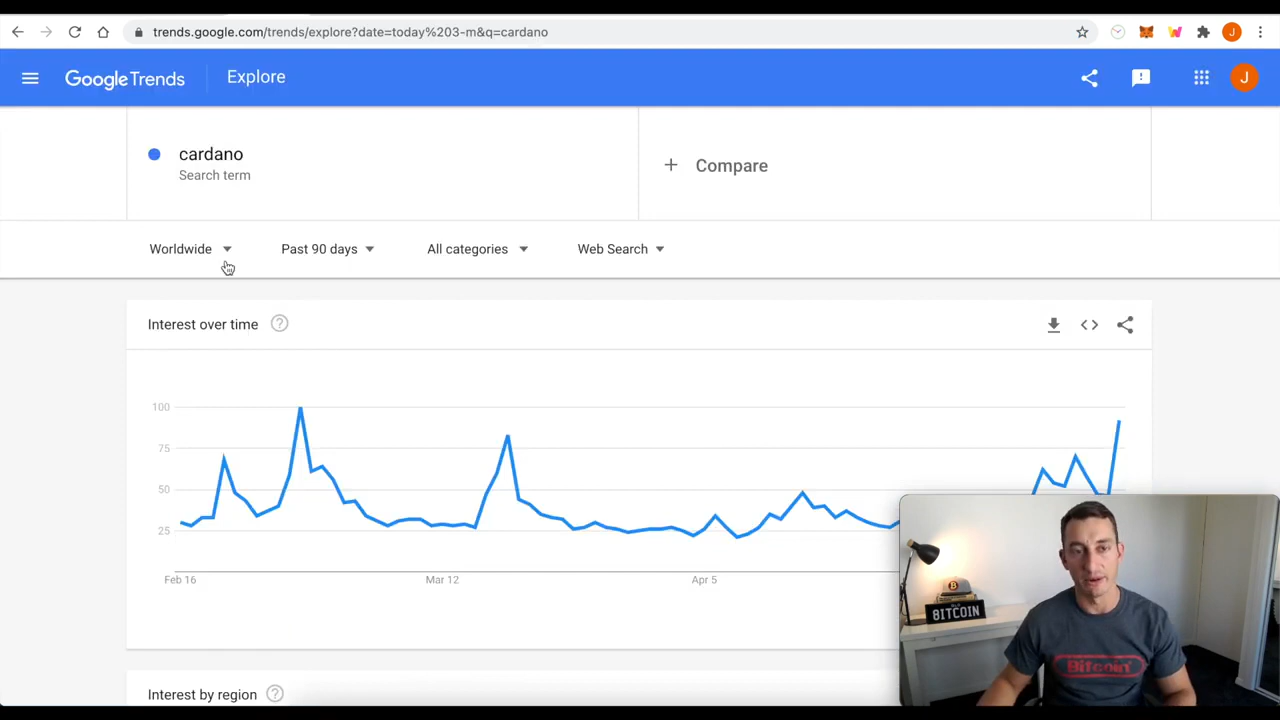 trends.google.com/trends/explore?date=today%203-m&q=cardano
J
Google Trends
Explore
J
cardano
Search term
+ Compare
Worldwide
Past 90 days
All categories
Web Search
Interest over time
100
75
50
25
Feb 16
Mar 12
Apr 5
BITCOIN
Bitcoin
Interest by region